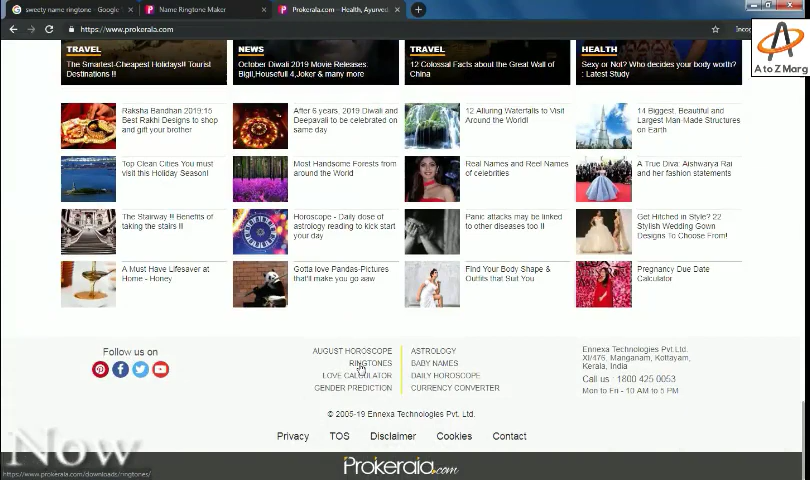 sweety name ringtone - Google
Name Ringtone Maker
Prokerala.com – Health, Ayurved
https://www.prokerala.com
Incog
A to Z Marg
TRAVEL
The Smartest-Cheapest Holidays!! Tourist
Destinations !!!
NEWS
October Diwali 2019 Movie Releases:
Bigil,Housefull 4,Joker & many more
TRAVEL
12 Colossal Facts about the Great Wall of
China
HEALTH
Sexy or Not? Who decides your body worth?
: Latest Study
Raksha Bandhan 2019:15
Best Rakhi Designs to shop
and gift your brother
After 6 years, 2019 Diwali and
Deepavali to be celebrated on
same day
12 Alluring Waterfalls to Visit
Around the World!
14 Biggest, Beautiful and
Largest Man-Made Structures
on Earth
Top Clean Cities You must
visit this Holiday Season!
Most Handsome Forests from
around the World
Real Names and Reel Names
of celebrities
A True Diva: Aishwarya Rai
and her fashion statements
The Stairway !!! Benefits of
taking the stairs !!
Horoscope - Daily dose of
astrology reading to kick start
your day
Panic attacks may be linked
to other diseases too !!
Get Hitched in Style? 22
Stylish Wedding Gown
Designs To Choose From!
A Must Have Lifesaver at
Home - Honey
Gotta love Pandas-Pictures
that'll make you go aww
Find Your Body Shape &
Outfits that Suit You
Pregnancy Due Date
Calculator
Follow us on
AUGUST HOROSCOPE
RINGTONES
LOVE CALCULATOR
GENDER PREDICTION
ASTROLOGY
BABY NAMES
DAILY HOROSCOPE
CURRENCY CONVERTER
Ennexa Technologies Pvt.Ltd.
XI/476, Manganam, Kottayam,
Kerala, India
Call us : 1800 425 0053
Mon to Fri - 10 AM to 5 PM
© 2005-19 Ennexa Technologies Pvt. Ltd.
Privacy TOS Disclaimer Cookies Contact
Now
https://www.prokerala.com/downloads/ringtones/
Prokerala.com